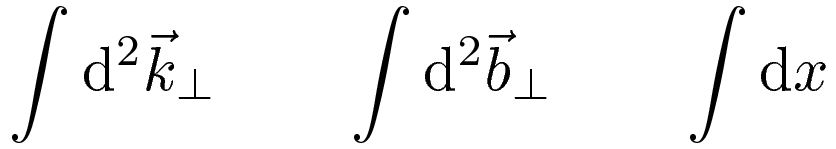 ∫ d²k⃗⊥ ∫ d²b⃗⊥ ∫ dx